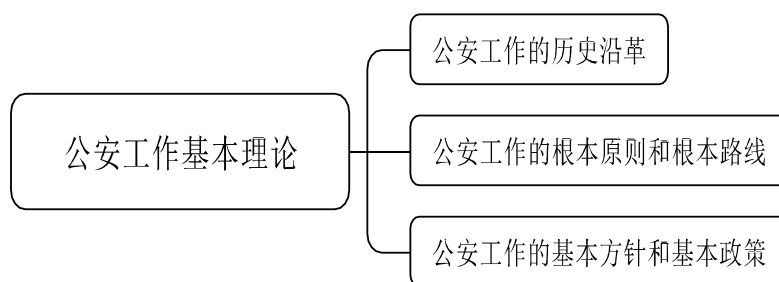 公安工作的历史沿革
公安工作基本理论
公安工作的根本原则和根本路线
公安工作的基本方针和基本政策